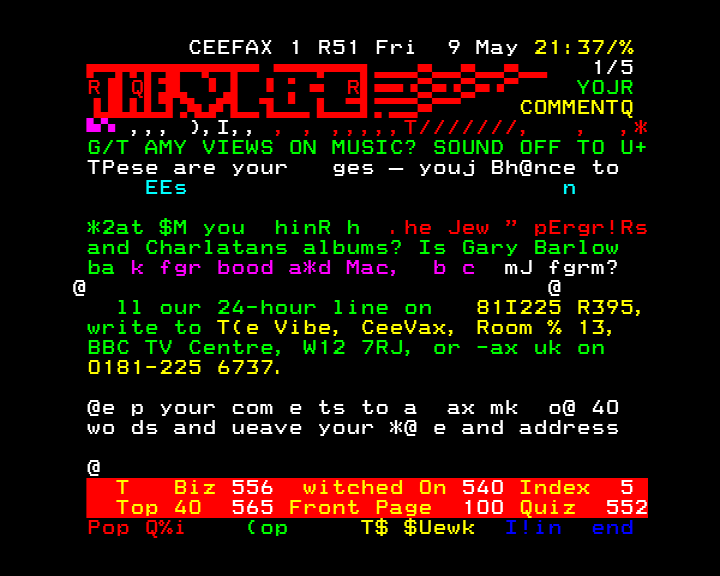 CEEFAX 1 R51 Fri 9 May 21:37/%
1/5
R Q R YOJR
COMMENTQ
,,, ),I,, , , ,,,,,T///////, , ,*
G/T AMY VIEWS ON MUSIC? SOUND OFF TO U+
TPese are your ges – youj Bh@nce to
EEs n
*2at $M you hinR h .he Jew " pErgr!Rs
and Charlatans albums? Is Gary Barlow
ba k fgr bood a*d Mac, b c mJ fgrm?
@ @
ll our 24-hour line on 81I225 R395,
write to T(e Vibe, CeeVax, Room % 13,
BBC TV Centre, W12 7RJ, or -ax uk on
0181-225 6737.
@e p your com e ts to a ax mk o@ 40
wo ds and ueave your *@ e and address
@
T Biz 556 witched On 540 Index 5
Top 40 565 Front Page 100 Quiz 552
Pop Q%i (op T$ $Uewk I!in end